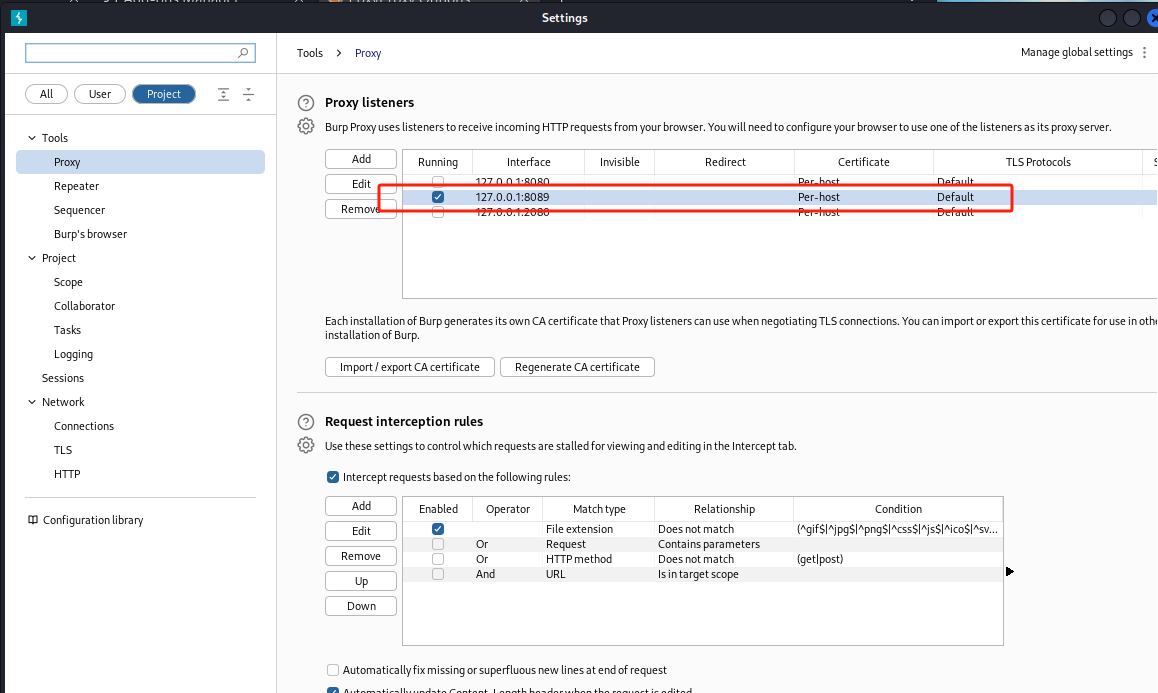 Settings
Tools > Proxy
Manage global settings
All
User
Project
Tools
Proxy
Repeater
Sequencer
Burp's browser
Project
Scope
Collaborator
Tasks
Logging
Sessions
Network
Connections
TLS
HTTP
Configuration library
Proxy listeners
Burp Proxy uses listeners to receive incoming HTTP requests from your browser. You will need to configure your browser to use one of the listeners as its proxy server.
Add
Edit
Remove
Running Interface Invisible Redirect Certificate TLS Protocols
127.0.0.1:8080 Per-host Default
127.0.0.1:8089 Per-host Default
127.0.0.1:2080 Per-host Default
Each installation of Burp generates its own CA certificate that Proxy listeners can use when negotiating TLS connections. You can import or export this certificate for use in othe
installation of Burp.
Import / export CA certificate
Regenerate CA certificate
Request interception rules
Use these settings to control which requests are stalled for viewing and editing in the Intercept tab.
Intercept requests based on the following rules:
Add
Edit
Remove
Up
Down
Enabled Operator Match type Relationship Condition
File extension Does not match (^gif$|^jpg$|^png$|^css$|^js$|^ico$|^sv...
Or Request Contains parameters
Or HTTP method Does not match (get|post)
And URL Is in target scope
Automatically fix missing or superfluous new lines at end of request
Automatically update Content-Length header when the request is edited